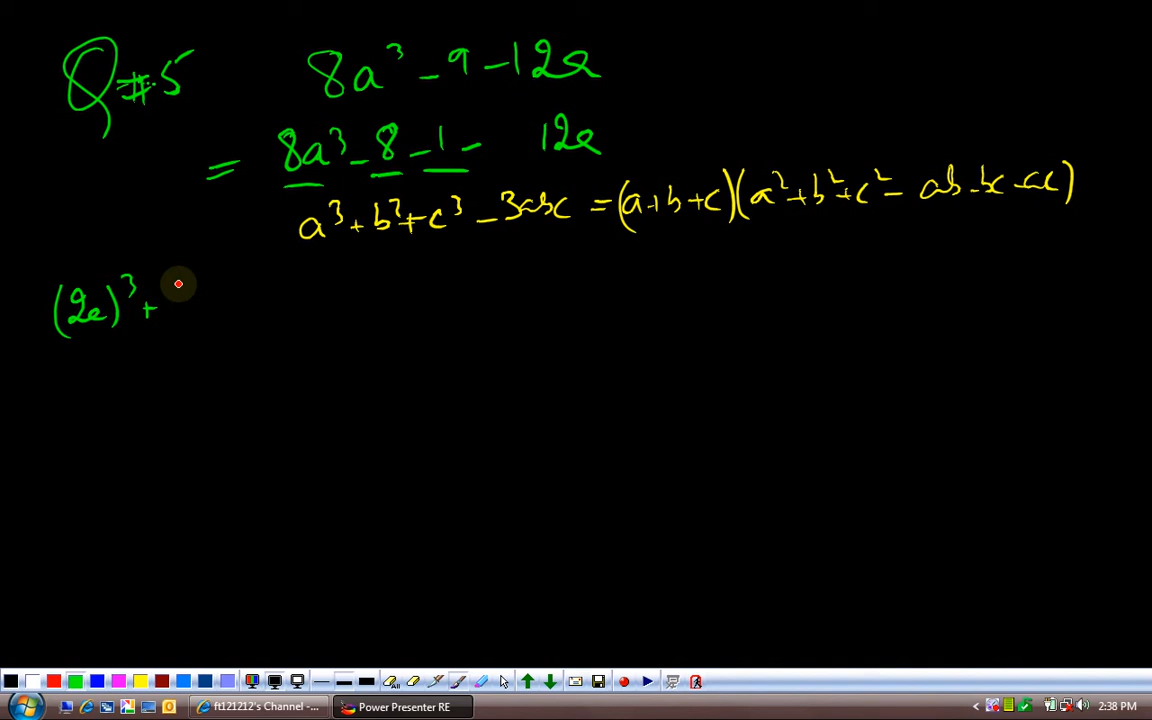 Q#5 8a³ - 9 - 12a
= 8a³ - 8 - 1 - 12a
a³ + b³ + c³ - 3abc = (a + b + c)(a² + b² + c² - ab - bc - ac)
(2a)³ +
ft121212's Channel -... Power Presenter RE 2:38 PM